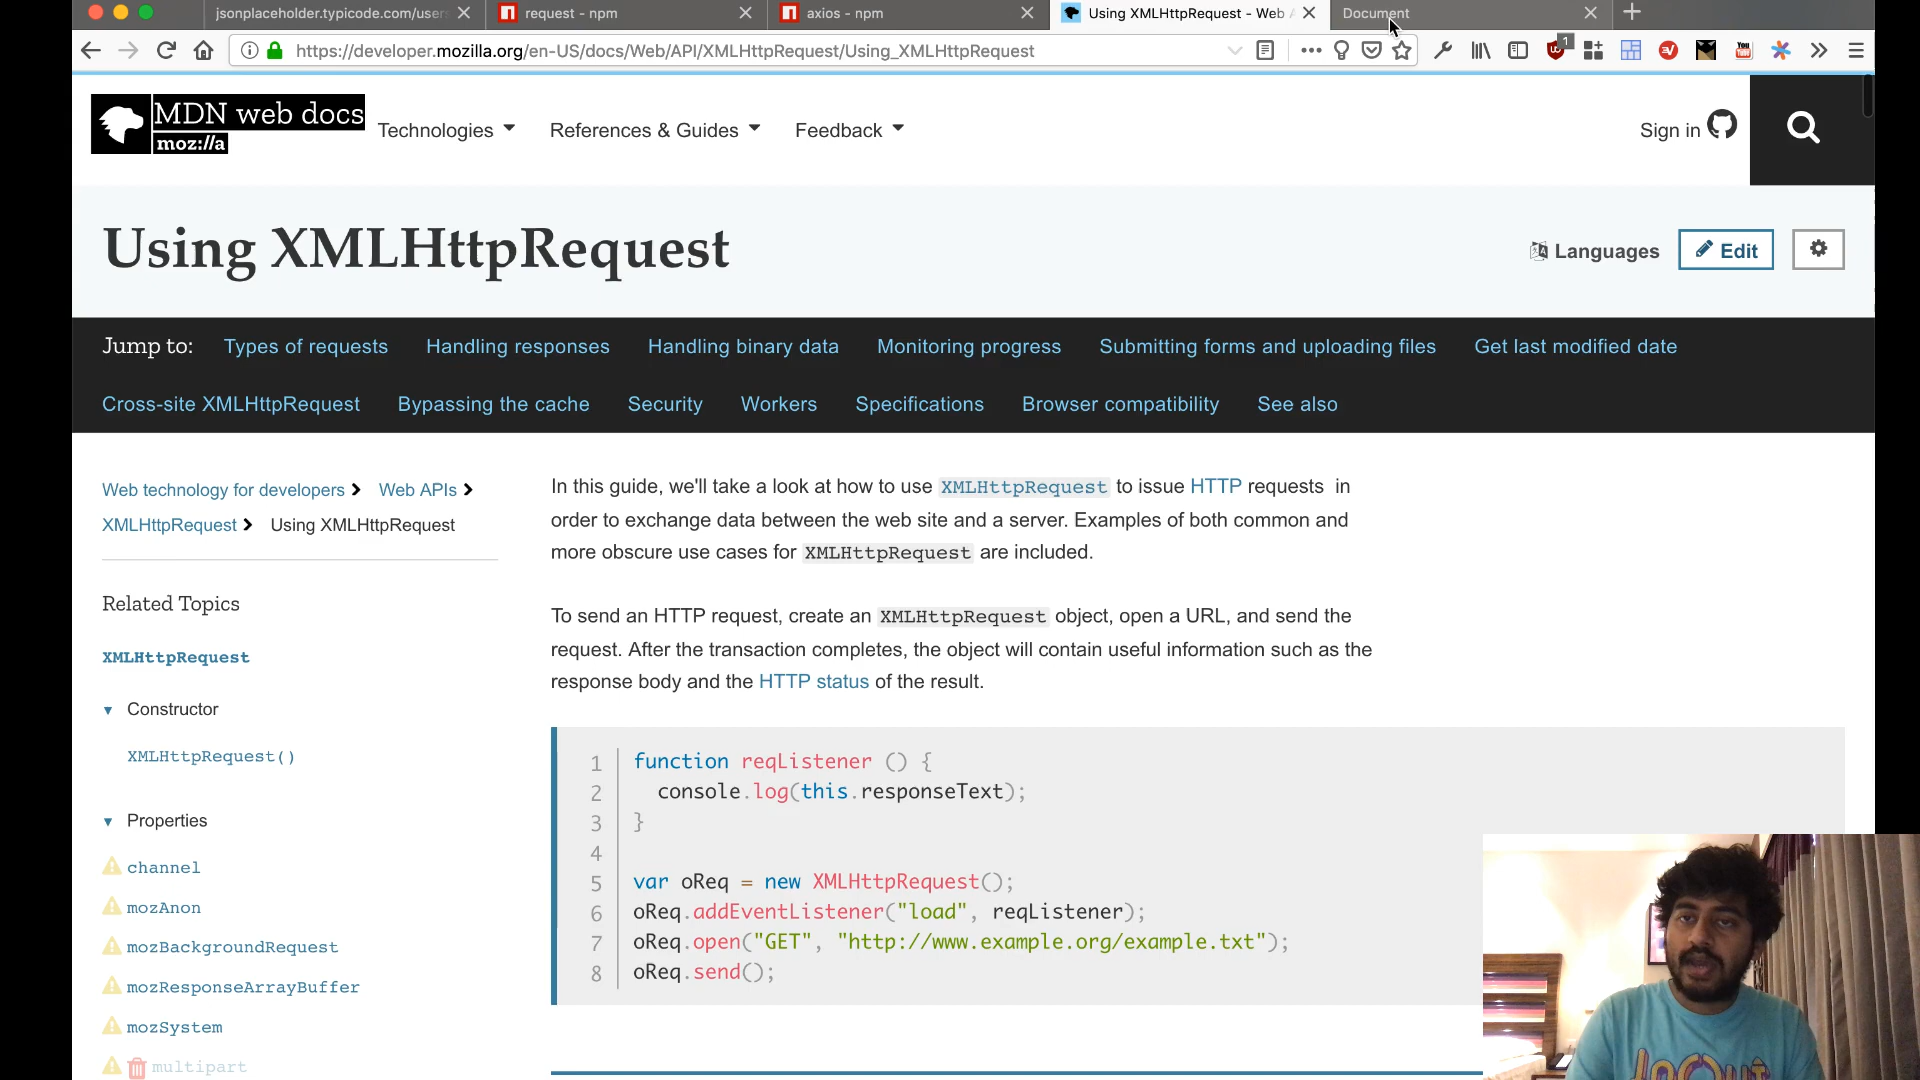 jsonplaceholder.typicode.com/user
request - npm
axios - npm
Using XMLHttpRequest - Web A
Document
https://developer.mozilla.org/en-US/docs/Web/API/XMLHttpRequest/Using_XMLHttpRequest
1
MDN web docs
moz://a
Technologies
References & Guides
Feedback
Sign in
Using XMLHttpRequest
Languages
Edit
Jump to:
Types of requests
Handling responses
Handling binary data
Monitoring progress
Submitting forms and uploading files
Get last modified date
Cross-site XMLHttpRequest
Bypassing the cache
Security
Workers
Specifications
Browser compatibility
See also
Web technology for developers
Web APIs
XMLHttpRequest
Using XMLHttpRequest
Related Topics
XMLHttpRequest
Constructor
XMLHttpRequest()
Properties
channel
mozAnon
mozBackgroundRequest
mozResponseArrayBuffer
mozSystem
multipart
In this guide, we'll take a look at how to use XMLHttpRequest to issue HTTP requests in
order to exchange data between the web site and a server. Examples of both common and
more obscure use cases for XMLHttpRequest are included.
To send an HTTP request, create an XMLHttpRequest object, open a URL, and send the
request. After the transaction completes, the object will contain useful information such as the
response body and the HTTP status of the result.
1 function reqListener () {
2 console.log(this.responseText);
3 }
4
5 var oReq = new XMLHttpRequest();
6 oReq.addEventListener("load", reqListener);
7 oReq.open("GET", "http://www.example.org/example.txt");
8 oReq.send();